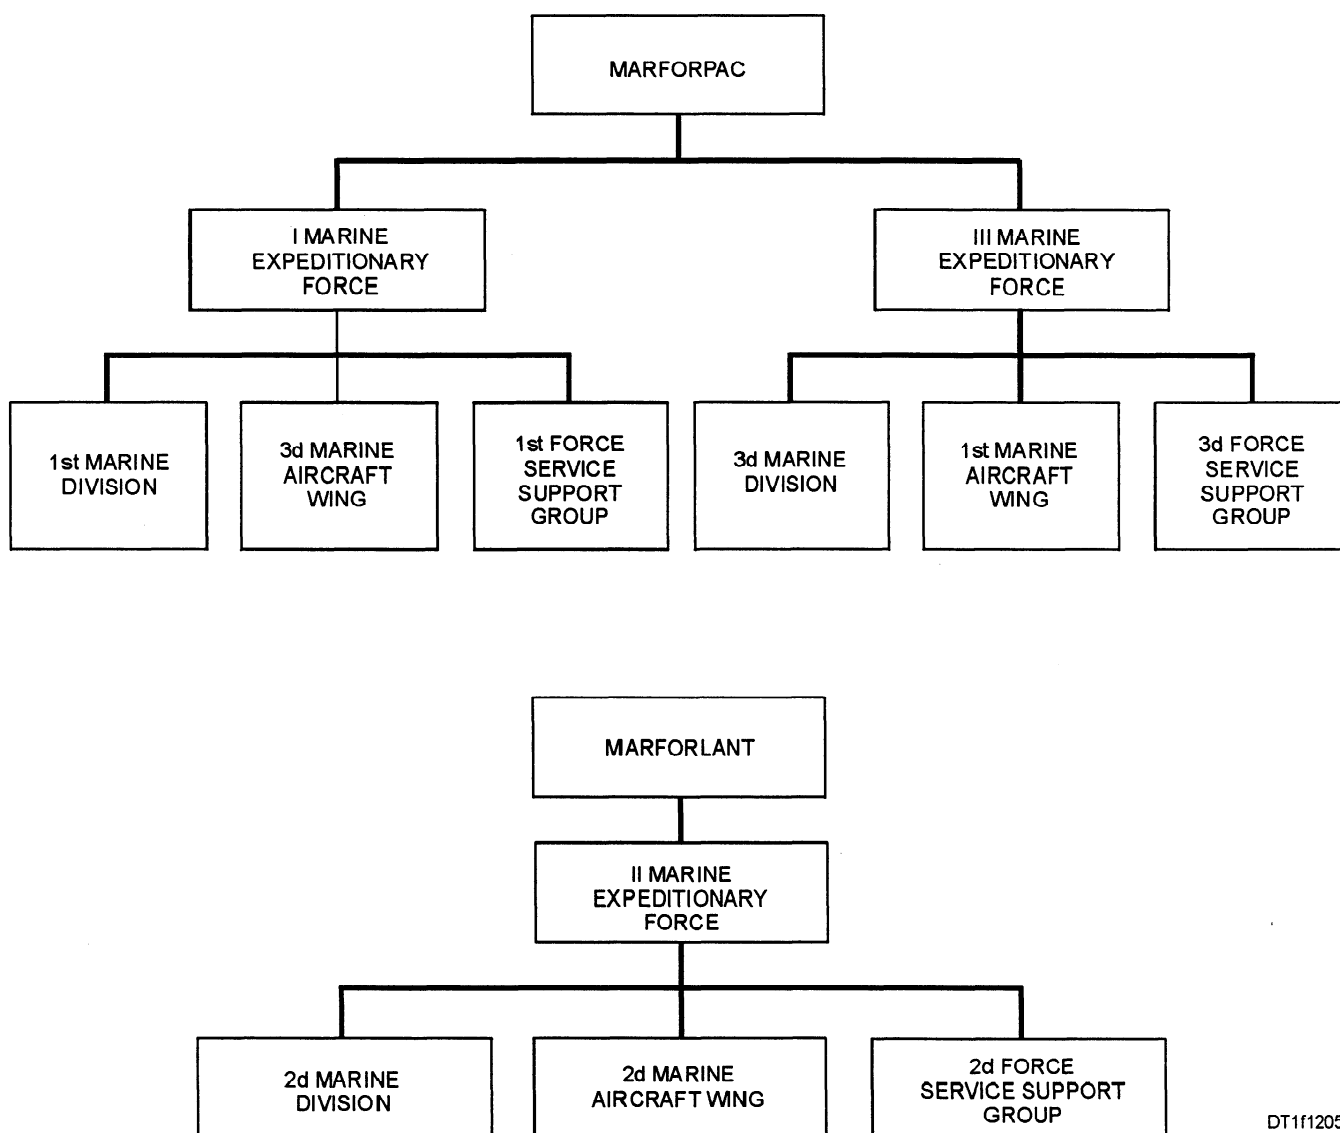 MARFORPAC
I MARINE
EXPEDITIONARY
FORCE
III MARINE
EXPEDITIONARY
FORCE
1st MARINE
DIVISION
3d MARINE
AIRCRAFT
WING
1st FORCE
SERVICE
SUPPORT
GROUP
3d MARINE
DIVISION
1st MARINE
AIRCRAFT
WING
3d FORCE
SERVICE
SUPPORT
GROUP
MARFORLANT
II MARINE
EXPEDITIONARY
FORCE
2d MARINE
DIVISION
2d MARINE
AIRCRAFT WING
2d FORCE
SERVICE SUPPORT
GROUP
DT1f1205